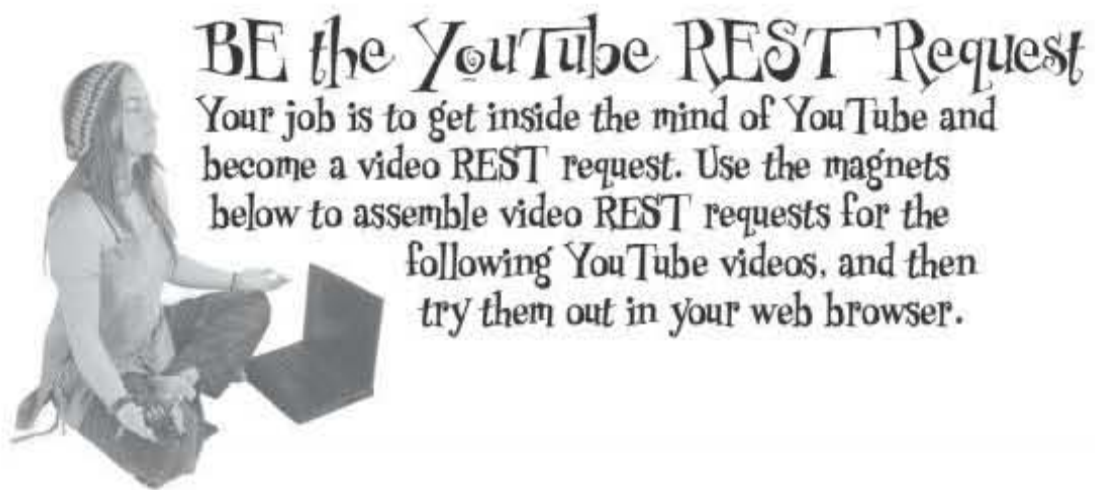 BE the YouTube REST Request
Your job is to get inside the mind of YouTube and
become a video REST request. Use the magnets
below to assemble video REST requests for the
following YouTube videos, and then
try them out in your web browser.